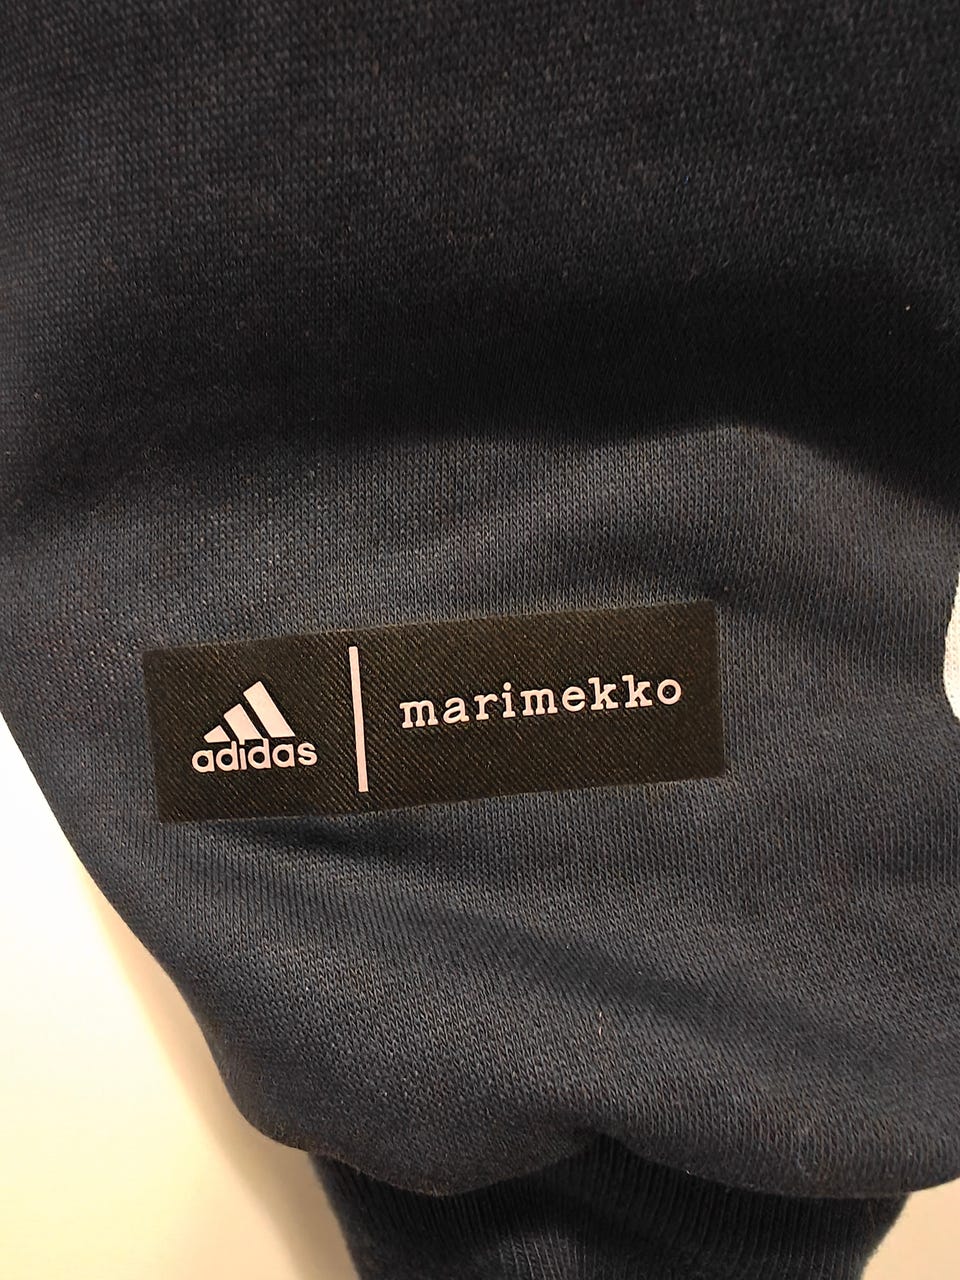 adidas | marimekko